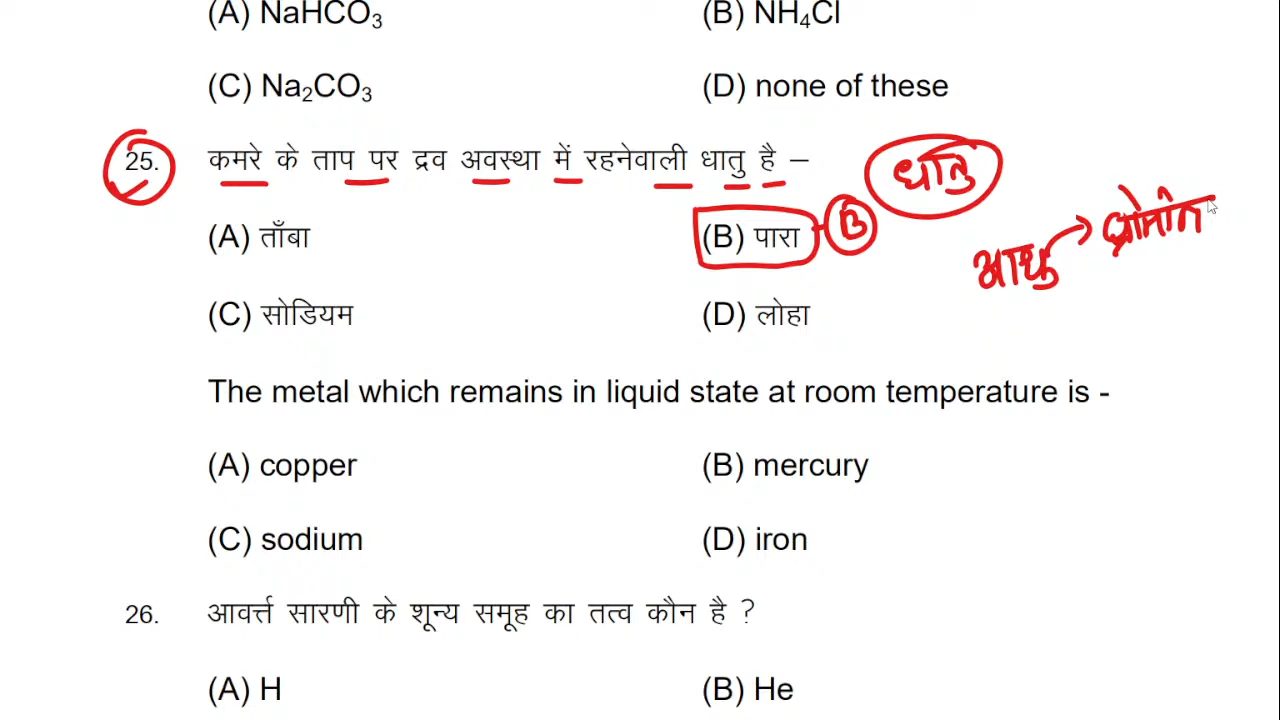 (A) NaHCO₃ (B) NH₄Cl
(C) Na₂CO₃ (D) none of these
25. कमरे के ताप पर द्रव अवस्था में रहनेवाली धातु है – धातु
(A) ताँबा (B) पारा B
आधु → ब्रोमीन
(C) सोडियम (D) लोहा
The metal which remains in liquid state at room temperature is -
(A) copper (B) mercury
(C) sodium (D) iron
26. आवर्त्त सारणी के शून्य समूह का तत्व कौन है ?
(A) H (B) He